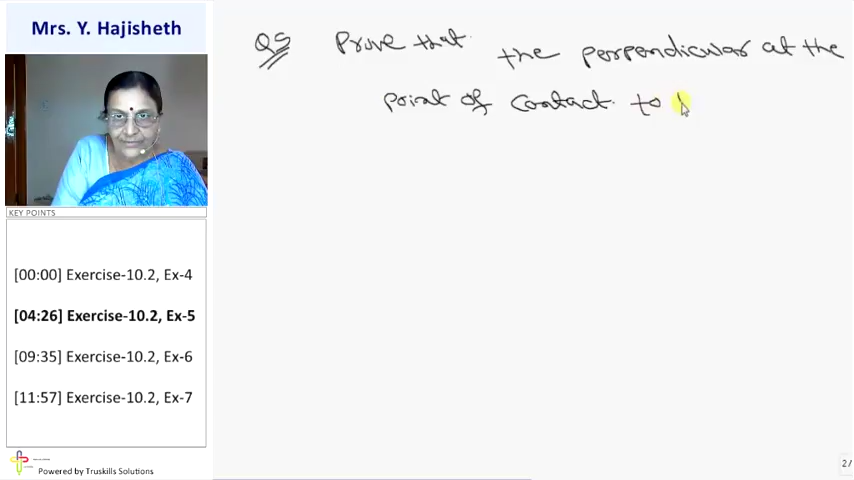 Mrs. Y. Hajisheth
Q5 Prove that the perpendicular at the
point of contact to
KEY POINTS
[00:00] Exercise-10.2, Ex-4
[04:26] Exercise-10.2, Ex-5
[09:35] Exercise-10.2, Ex-6
[11:57] Exercise-10.2, Ex-7
Powered by Truskills Solutions
2/